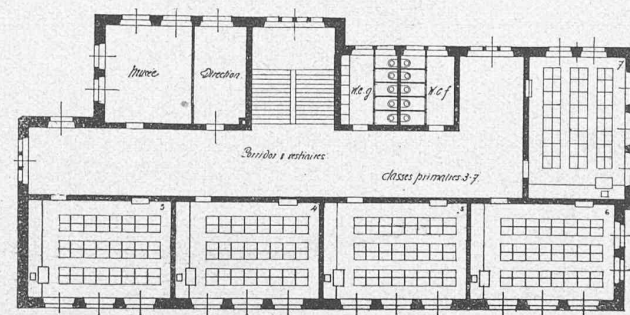 Musée
Direction
W.C.g
W.C.f
7
Corridor & vestiaires
Classes primaires 3-7
3
4
5
6